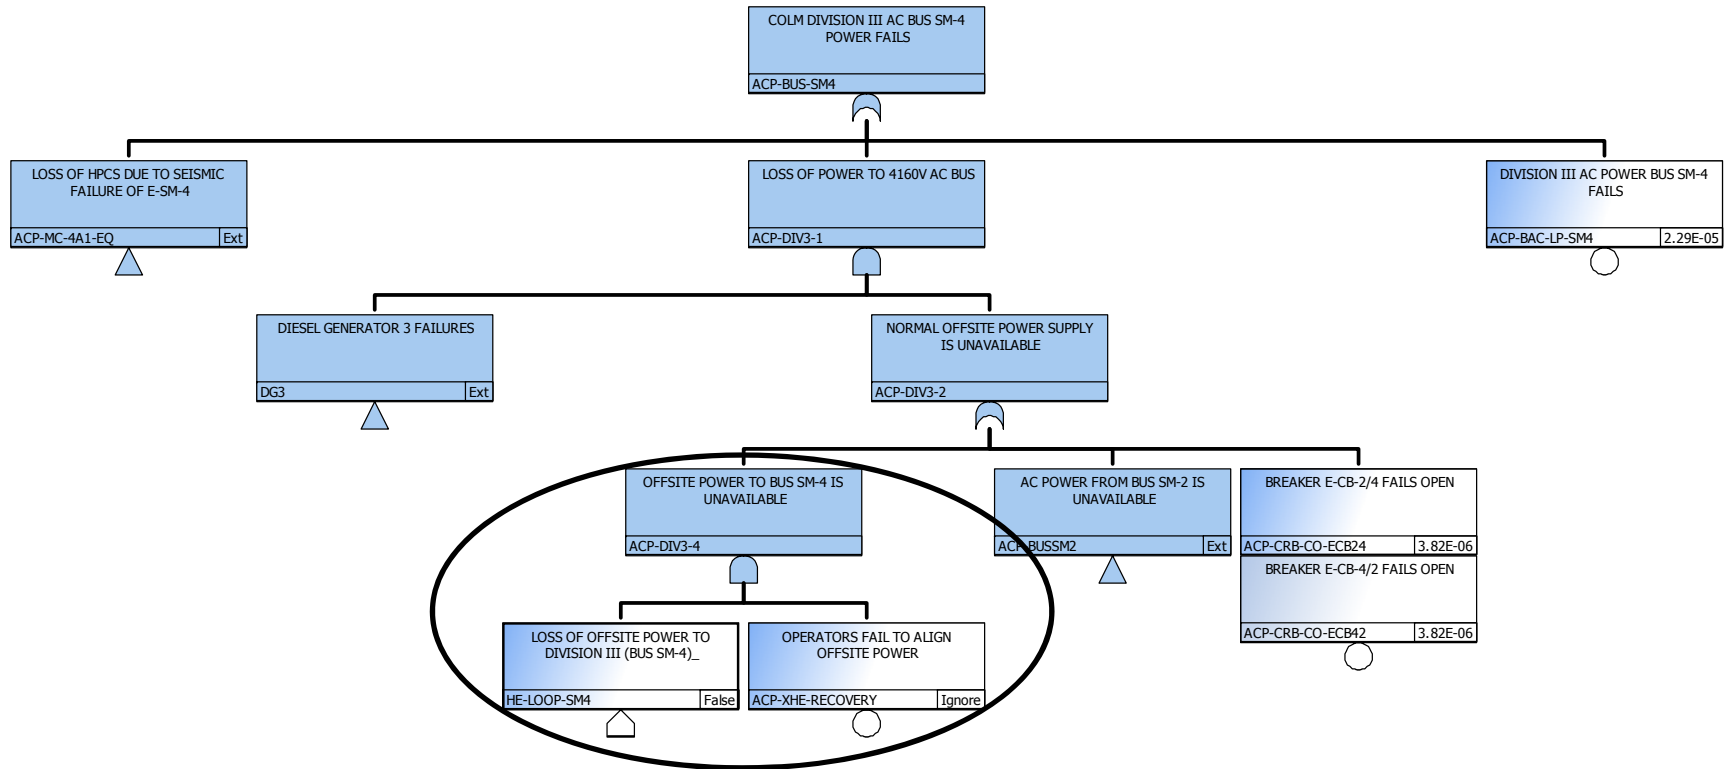 COLM DIVISION III AC BUS SM-4
POWER FAILS
ACP-BUS-SM4
LOSS OF HPCS DUE TO SEISMIC
FAILURE OF E-SM-4
ACP-MC-4A1-EQ Ext
LOSS OF POWER TO 4160V AC BUS
ACP-DIV3-1
DIVISION III AC POWER BUS SM-4
FAILS
ACP-BAC-LP-SM4 2.29E-05
DIESEL GENERATOR 3 FAILURES
DG3 Ext
NORMAL OFFSITE POWER SUPPLY
IS UNAVAILABLE
ACP-DIV3-2
OFFSITE POWER TO BUS SM-4 IS
UNAVAILABLE
ACP-DIV3-4
AC POWER FROM BUS SM-2 IS
UNAVAILABLE
ACP-BUSSM2 Ext
BREAKER E-CB-2/4 FAILS OPEN
ACP-CRB-CO-ECB24 3.82E-06
BREAKER E-CB-4/2 FAILS OPEN
ACP-CRB-CO-ECB42 3.82E-06
LOSS OF OFFSITE POWER TO
DIVISION III (BUS SM-4)_
HE-LOOP-SM4 False
OPERATORS FAIL TO ALIGN
OFFSITE POWER
ACP-XHE-RECOVERY Ignore